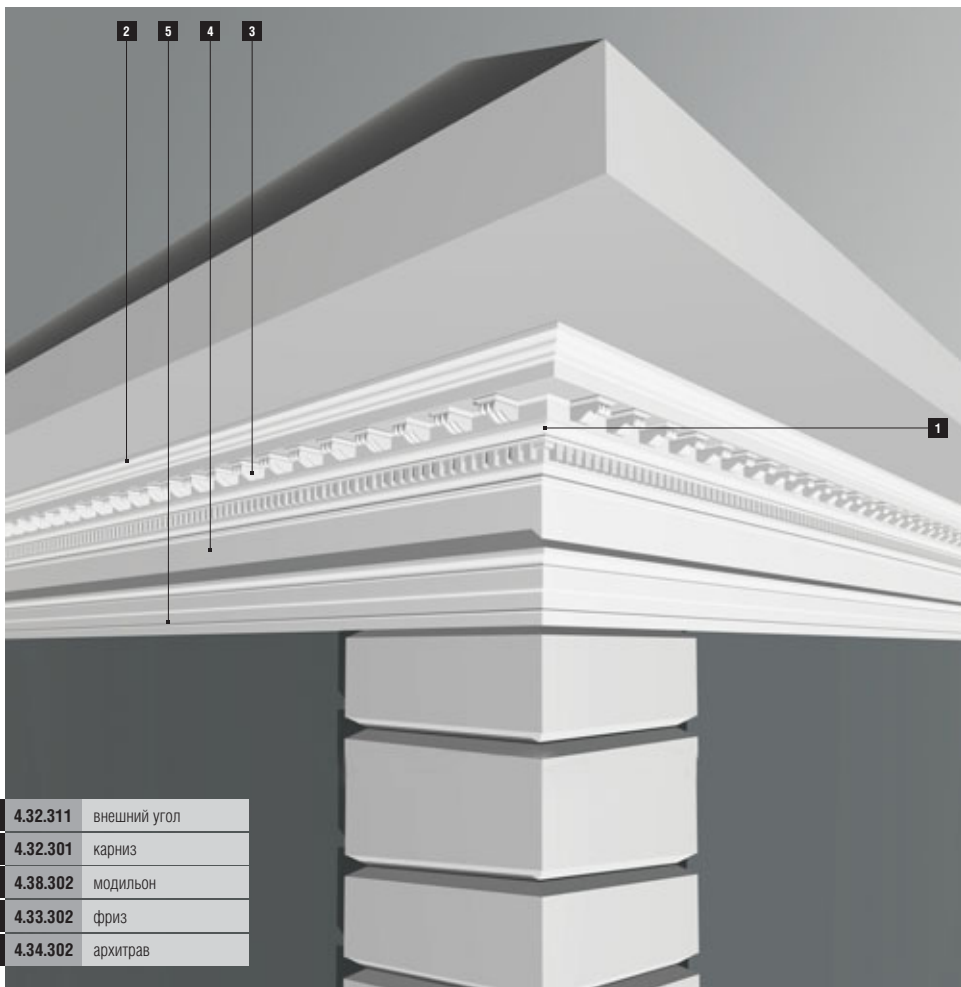 2 5 4 3
1
4.32.311 внешний угол
4.32.301 карниз
4.38.302 модильон
4.33.302 фриз
4.34.302 архитрав